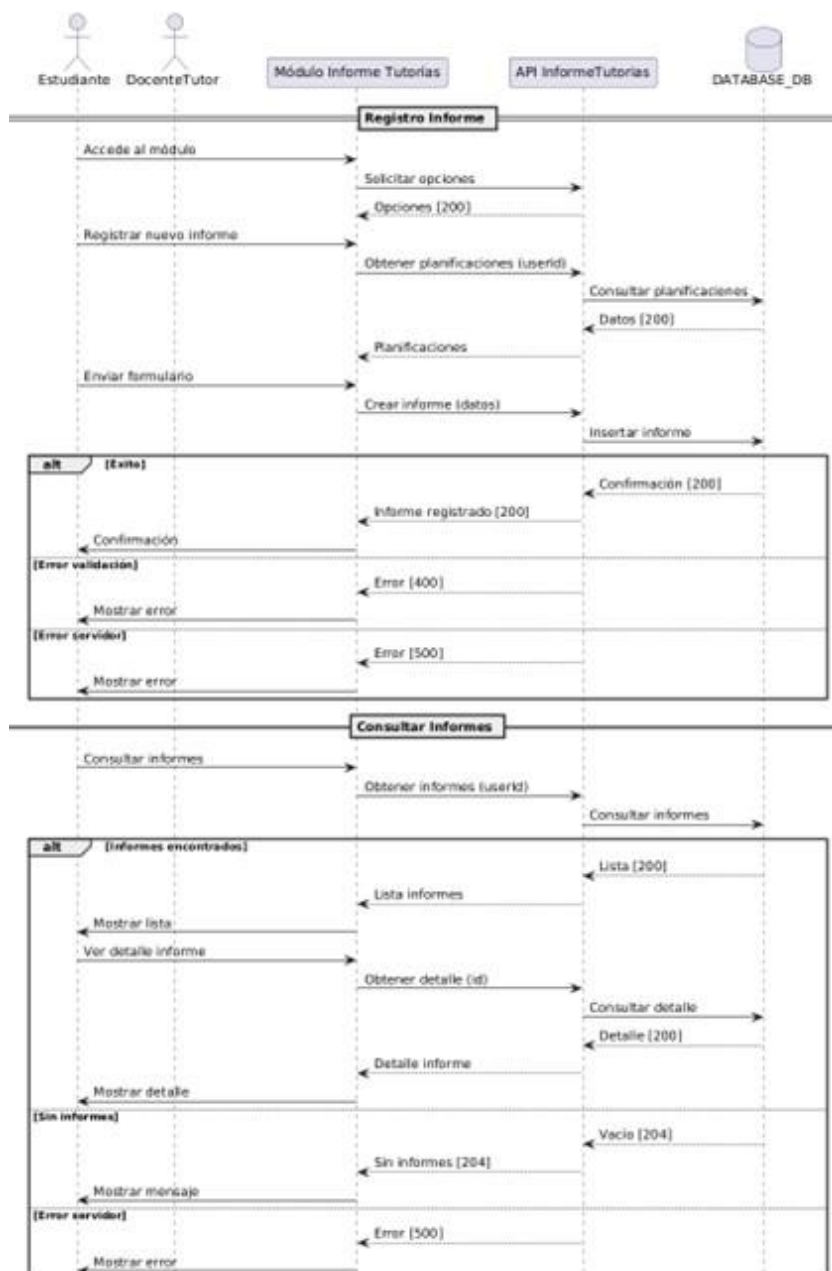 Estudiante
DocenteTutor
Módulo Informe Tutorías
API InformeTutorias
DATABASE_DB
Registro Informe
Accede al módulo
Solicitar opciones
Opciones [200]
Registrar nuevo informe
Obtener planificaciones (userId)
Consultar planificaciones
Datos [200]
Planificaciones
Enviar formulario
Crear informe (datos)
Insertar informe
alt [Exito]
Confirmación [200]
Informe registrado [200]
Confirmación
[Error validación]
Error [400]
Mostrar error
[Error servidor]
Error [500]
Mostrar error
Consultar Informes
Consultar informes
Obtener informes (userId)
Consultar informes
alt [Informes encontrados]
Lista [200]
Lista informes
Mostrar lista
Ver detalle informe
Obtener detalle (id)
Consultar detalle
Detalle [200]
Detalle informe
Mostrar detalle
[Sin informes]
Vacio [204]
Sin informes [204]
Mostrar mensaje
[Error servidor]
Error [500]
Mostrar error